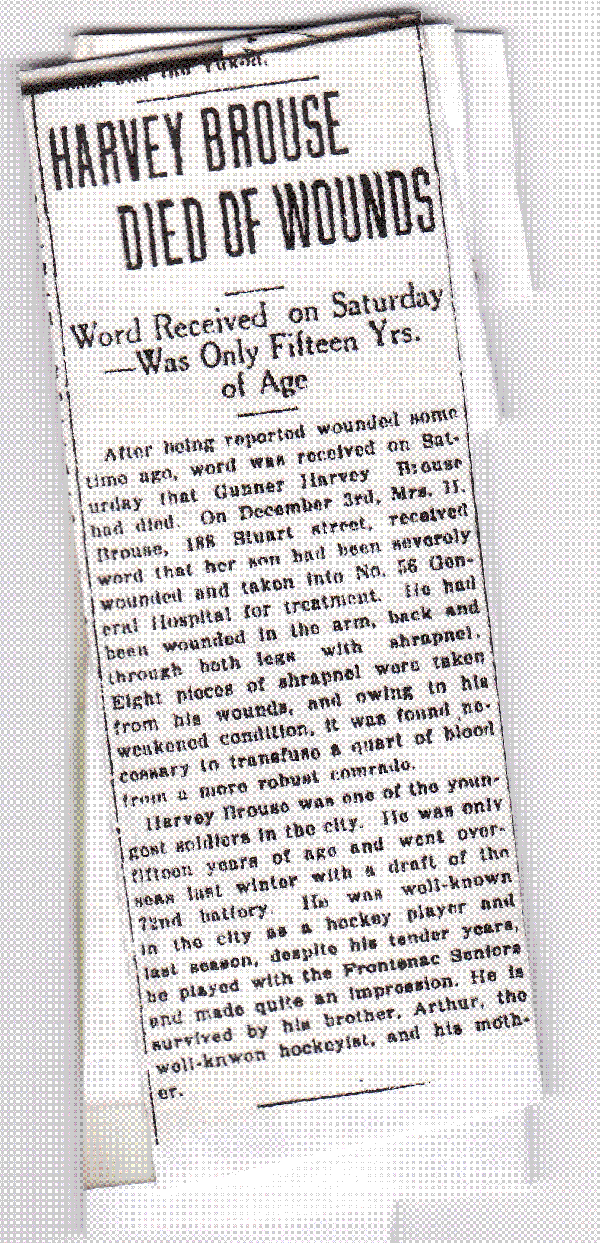 HARVEY BROUSE
DIED OF WOUNDS
Word Received on Saturday
—Was Only Fifteen Yrs.
of Age
After being reported wounded some
time ago, word was received on Sat-
urday that Gunner Harvey Brouse
had died. On December 3rd, Mrs. H.
Brouse, 188 Stuart street, received
word that her son had been severely
wounded and taken into No. 56 Gen-
eral Hospital for treatment. He had
been wounded in the arm, back and
through both legs with shrapnel.
Eight pieces of shrapnel were taken
from his wounds, and owing to his
weakened condition, it was found ne-
cessary to transfuse a quart of blood
from a more robust comrade.
Harvey Brouse was one of the youn-
gest soldiers in the city. He was only
fifteen years of age and went over-
seas last winter with a draft of the
72nd battery. He was well-known
in the city as a hockey player and
last season, despite his tender years,
he played with the Frontenac Seniors
and made quite an impression. He is
survived by his brother, Arthur, the
well-knwon hockeyist, and his moth-
er.